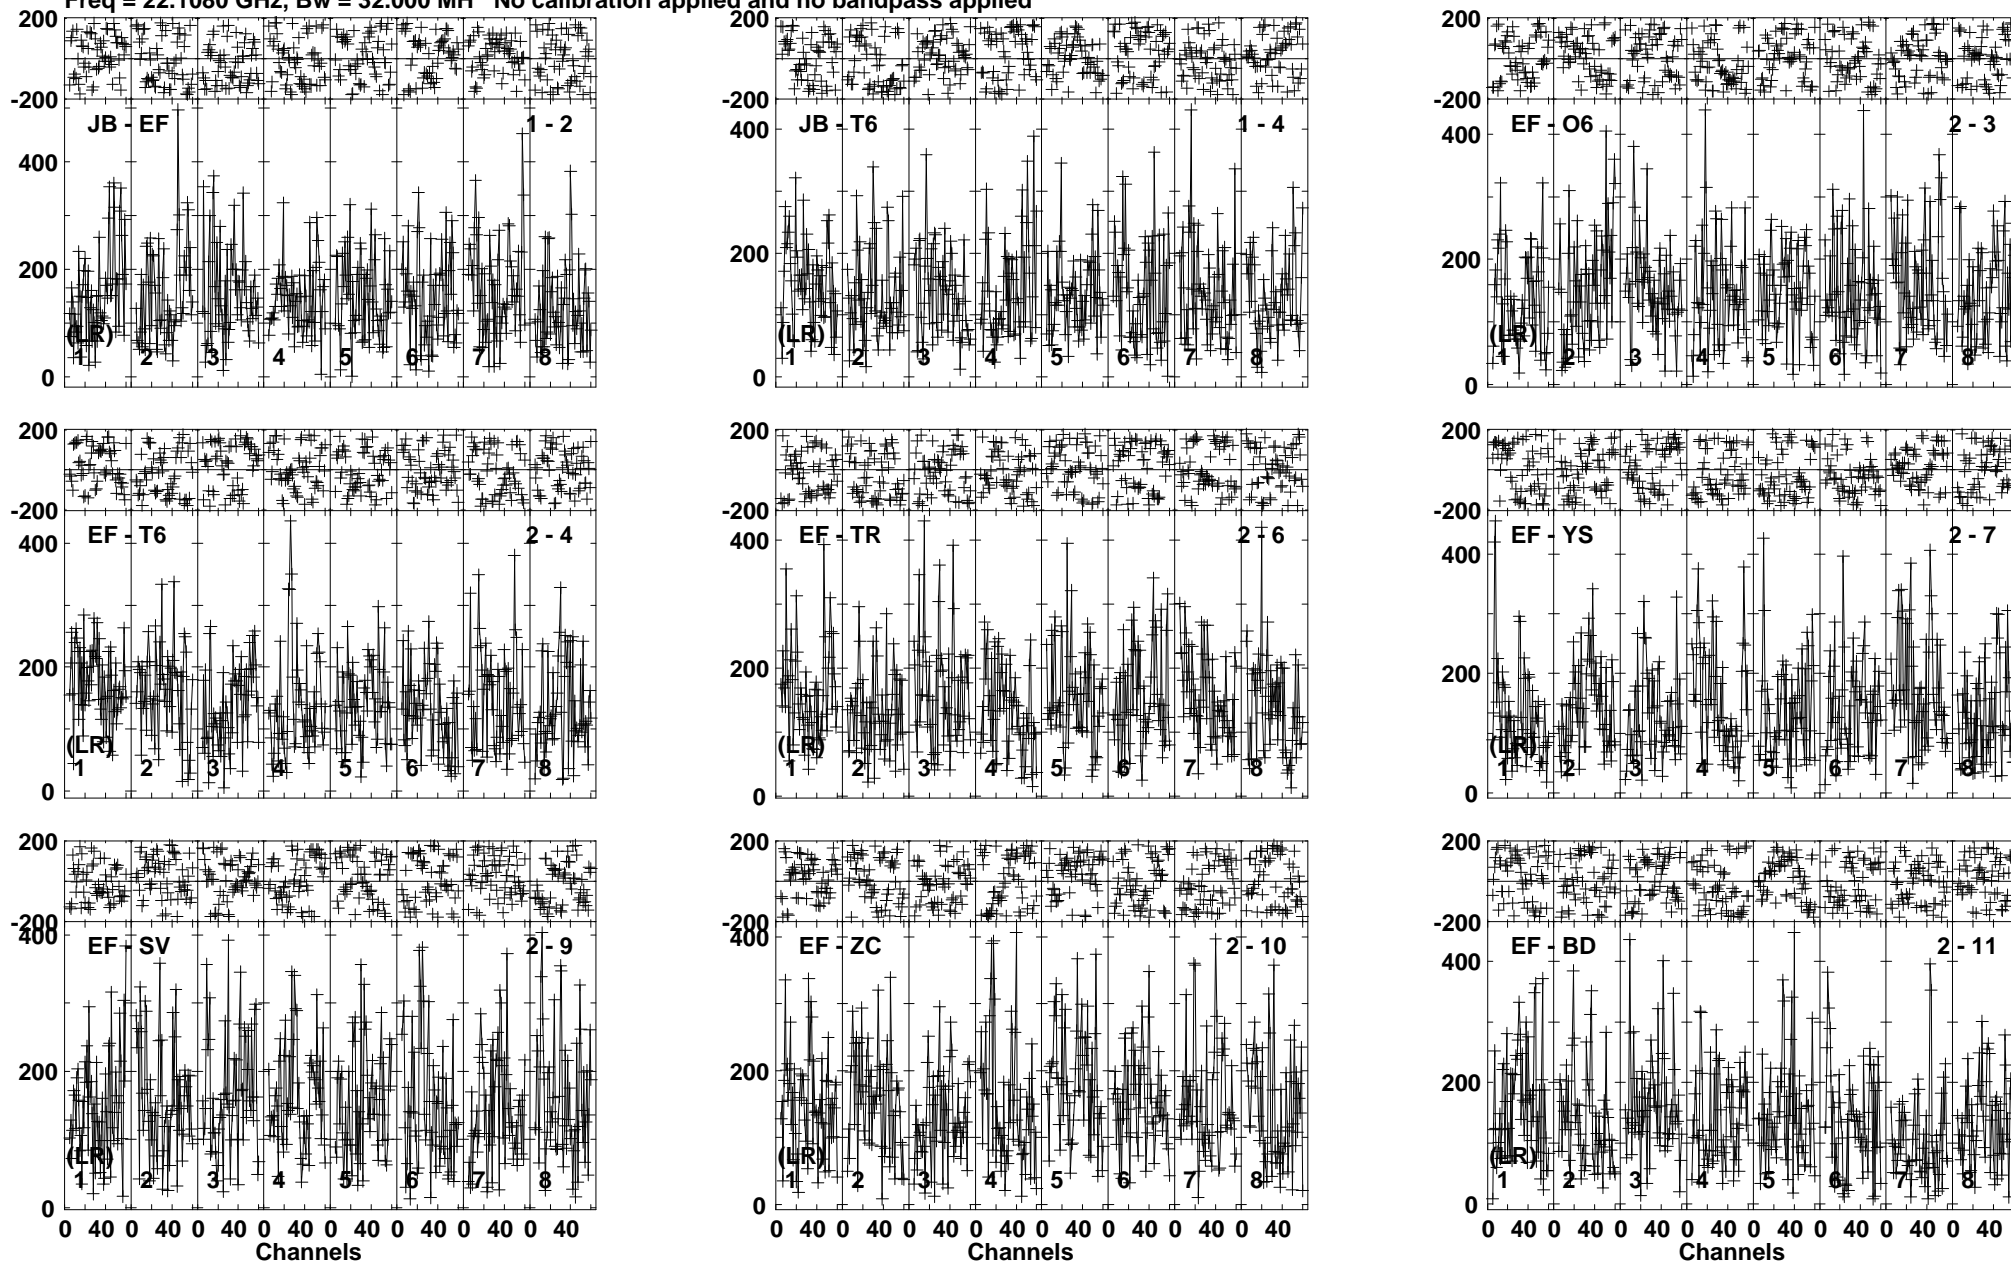 Freq = 22.1080 GHz, Bw = 32.000 MH No calibration applied and no bandpass applied
200 200 200
-200 -200 -200
JB - EF 1 - 2 JB - T6 1 - 4 EF - O6 2 - 3
400 400 400
200 200 200
(LR) (LR) (LR)
1 2 3 4 5 6 7 8 1 2 3 4 5 6 7 8 1 2 3 4 5 6 7 8
0 0 0
200 200 200
-200 -200 -200
EF - T6 2 - 4 EF - TR 2 - 6 EF - YS 2 - 7
400 400 400
200 200 200
(LR) (LR) (LR)
1 2 3 4 5 6 7 8 1 2 3 4 5 6 7 8 1 2 3 4 5 6 7 8
0 0 0
200 200 200
-200 -200 -200
400 400 400
EF - SV 2 - 9 EF - ZC 2 - 10 EF - BD 2 - 11
200 200 200
(LR) (LR) (LR)
1 2 3 4 5 6 7 8 1 2 3 4 5 6 7 8 1 2 3 4 5 6 7 8
0 0 0
0 40 0 40 0 40 0 40 0 40 0 40 0 40 0 40 0 40 0 40 0 40 0 40 0 40 0 40 0 40 0 40 0 40 0 40 0 40 0 40 0 40 0 40 0 40 0 40
Channels Channels Channels